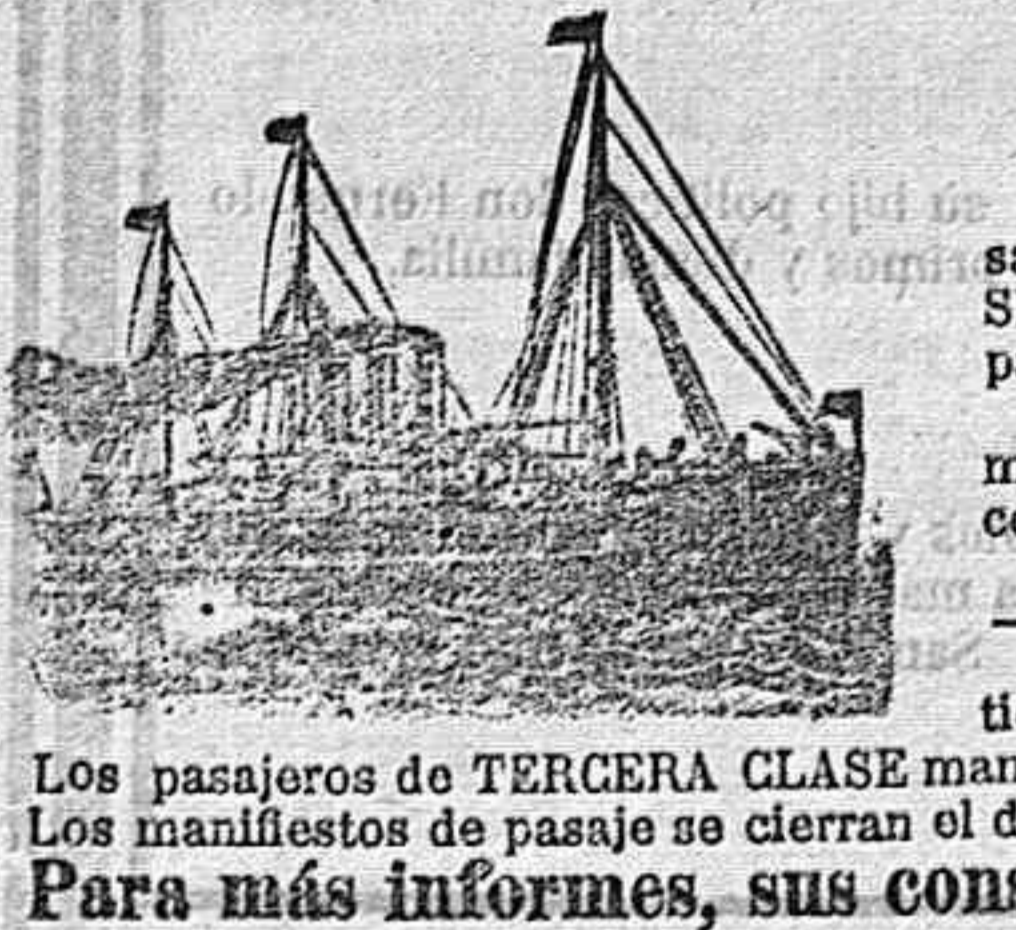 sa
S
p
m
co
ti
Los pasajeros de TERCERA CLASE man
Los manifiestos de pasaje se cierran el d
Para más informes, sus cons